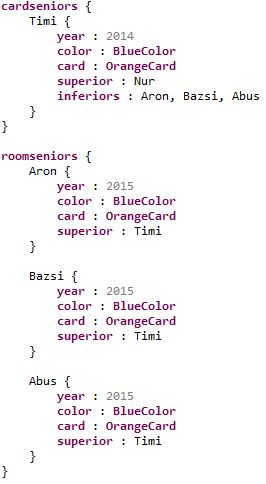 cardseniors {
    Timi {
        year : 2014
        color : BlueColor
        card : OrangeCard
        superior : Nur
        inferiors : Aron, Bazsi, Abus
    }
}

roomseniors {
    Aron {
        year : 2015
        color : BlueColor
        card : OrangeCard
        superior : Timi
    }

    Bazsi {
        year : 2015
        color : BlueColor
        card : OrangeCard
        superior : Timi
    }

    Abus {
        year : 2015
        color : BlueColor
        card : OrangeCard
        superior : Timi
    }
}